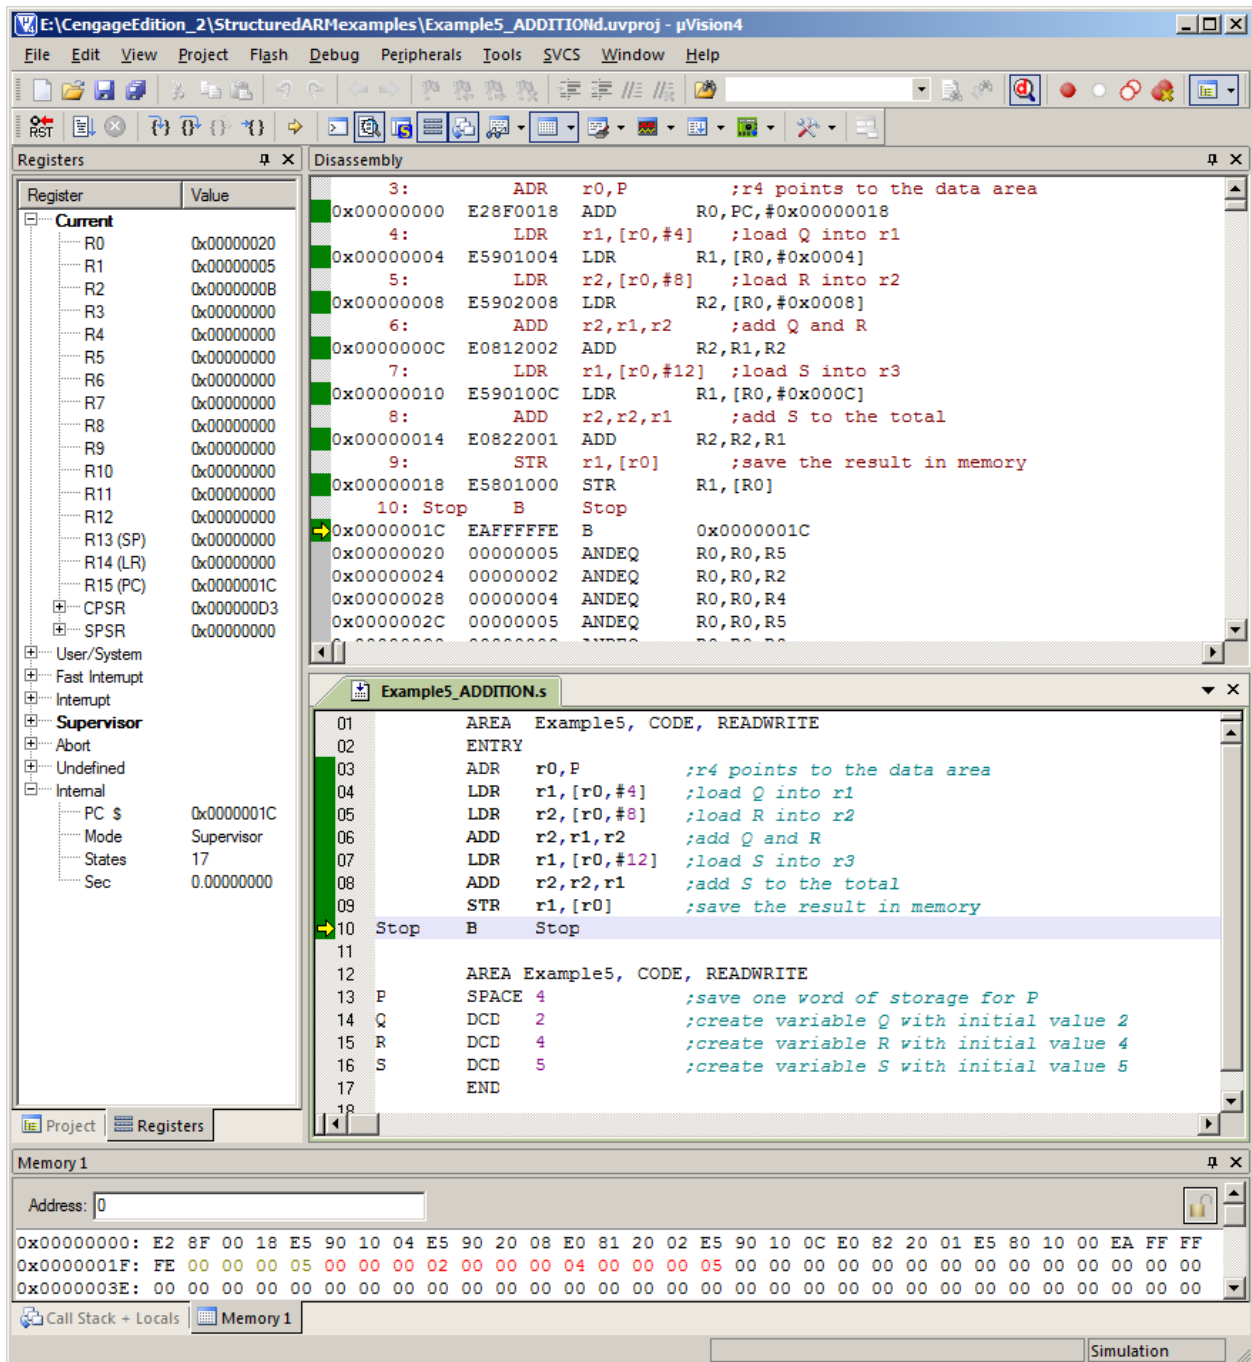 E:\CengageEdition_2\StructuredARMexamples\Example5_ADDITIONd.uvproj - µVision4
File Edit View Project Flash Debug Peripherals Tools SVCS Window Help
RST
Registers
Register Value
Current
R0 0x00000020
R1 0x00000005
R2 0x0000000B
R3 0x00000000
R4 0x00000000
R5 0x00000000
R6 0x00000000
R7 0x00000000
R8 0x00000000
R9 0x00000000
R10 0x00000000
R11 0x00000000
R12 0x00000000
R13 (SP) 0x00000000
R14 (LR) 0x00000000
R15 (PC) 0x0000001C
CPSR 0x000000D3
SPSR 0x00000000
User/System
Fast Interrupt
Interrupt
Supervisor
Abort
Undefined
Internal
PC $ 0x0000001C
Mode Supervisor
States 17
Sec 0.00000000
Project Registers
Disassembly
3: ADR r0,P ;r4 points to the data area
0x00000000 E28F0018 ADD R0,PC,#0x00000018
4: LDR r1,[r0,#4] ;load Q into r1
0x00000004 E5901004 LDR R1,[R0,#0x0004]
5: LDR r2,[r0,#8] ;load R into r2
0x00000008 E5902008 LDR R2,[R0,#0x0008]
6: ADD r2,r1,r2 ;add Q and R
0x0000000C E0812002 ADD R2,R1,R2
7: LDR r1,[r0,#12] ;load S into r3
0x00000010 E590100C LDR R1,[R0,#0x000C]
8: ADD r2,r2,r1 ;add S to the total
0x00000014 E0822001 ADD R2,R2,R1
9: STR r1,[r0] ;save the result in memory
0x00000018 E5801000 STR R1,[R0]
10: Stop B Stop
0x0000001C EAFFFFFE B 0x0000001C
0x00000020 00000005 ANDEQ R0,R0,R5
0x00000024 00000002 ANDEQ R0,R0,R2
0x00000028 00000004 ANDEQ R0,R0,R4
0x0000002C 00000005 ANDEQ R0,R0,R5
Example5_ADDITION.s
01 AREA Example5, CODE, READWRITE
02 ENTRY
03 ADR r0,P ;r4 points to the data area
04 LDR r1,[r0,#4] ;load Q into r1
05 LDR r2,[r0,#8] ;load R into r2
06 ADD r2,r1,r2 ;add Q and R
07 LDR r1,[r0,#12] ;load S into r3
08 ADD r2,r2,r1 ;add S to the total
09 STR r1,[r0] ;save the result in memory
10 Stop B Stop
11
12 AREA Example5, CODE, READWRITE
13 P SPACE 4 ;save one word of storage for P
14 Q DCD 2 ;create variable Q with initial value 2
15 R DCD 4 ;create variable R with initial value 4
16 S DCD 5 ;create variable S with initial value 5
17 END
18
Memory 1
Address: 0
0x00000000: E2 8F 00 18 E5 90 10 04 E5 90 20 08 E0 81 20 02 E5 90 10 0C E0 82 20 01 E5 80 10 00 EA FF FF
0x0000001F: FE 00 00 00 05 00 00 00 02 00 00 00 04 00 00 00 05 00 00 00 00 00 00 00 00 00 00 00 00 00 00
0x0000003E: 00 00 00 00 00 00 00 00 00 00 00 00 00 00 00 00 00 00 00 00 00 00 00 00 00 00 00 00 00 00 00
Call Stack + Locals Memory 1
Simulation